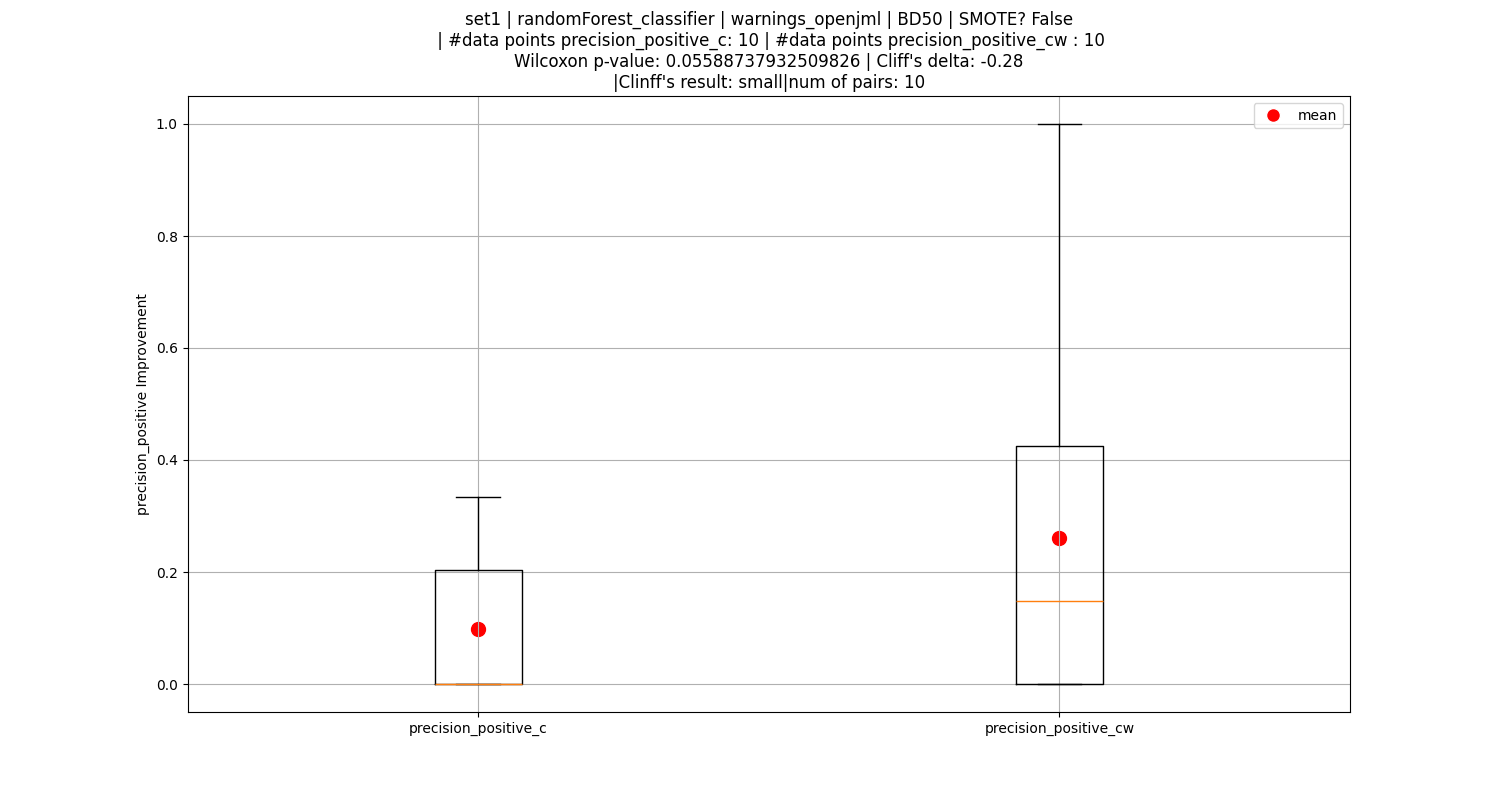 set1 | randomForest_classifier | warnings_openjml | BD50 | SMOTE? False
| #data points precision_positive_c: 10 | #data points precision_positive_cw : 10
Wilcoxon p-value: 0.05588737932509826 | Cliff's delta: -0.28
|Clinff's result: small|num of pairs: 10
mean
precision_positive Improvement
1.0
0.8
0.6
0.4
0.2
0.0
precision_positive_c
precision_positive_cw